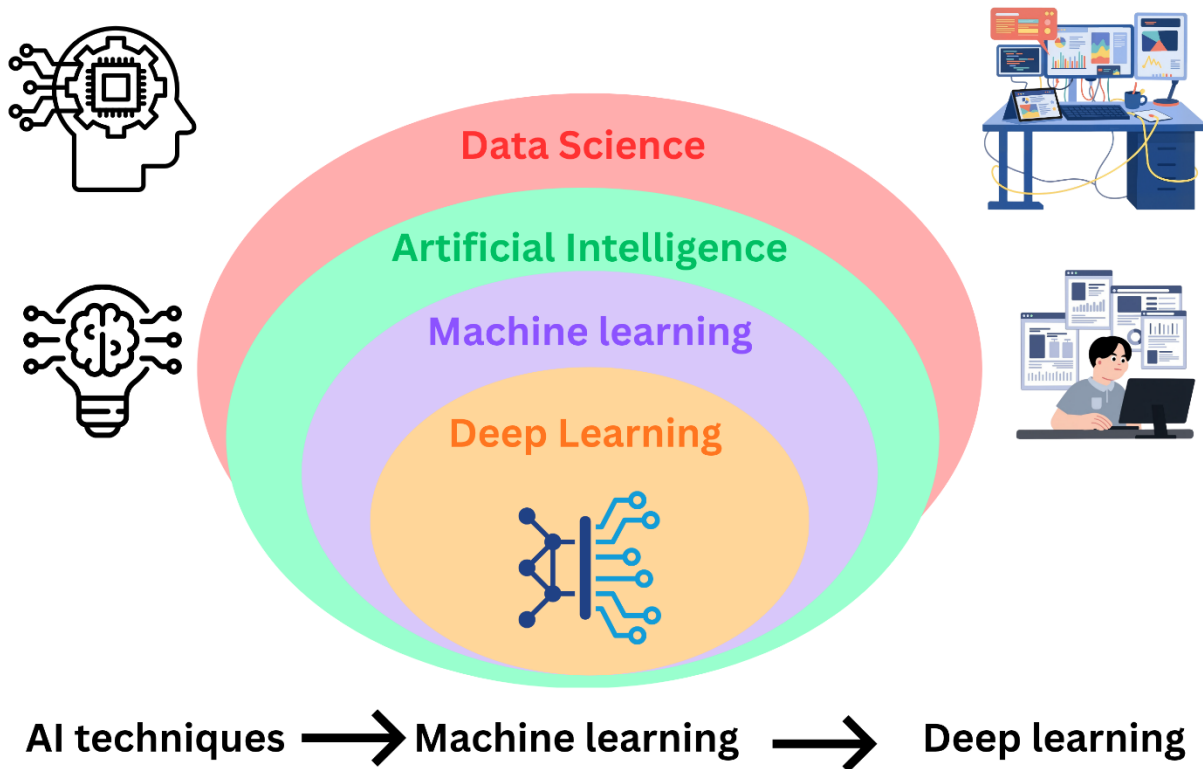 Data Science
Artificial Intelligence
Machine learning
Deep Learning
AI techniques Machine learning Deep learning